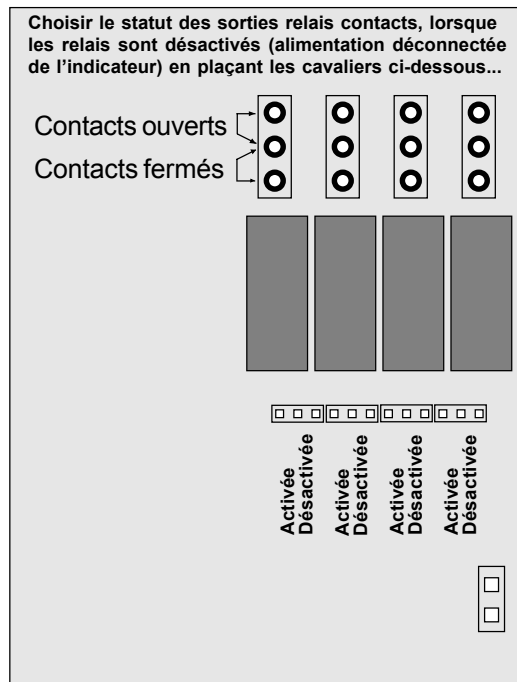 Choisir le statut des sorties relais contacts, lorsque
les relais sont désactivés (alimentation déconnectée
de l'indicateur) en plaçant les cavaliers ci-dessous...
Contacts ouverts
Contacts fermés
Activée
Désactivée
Activée
Désactivée
Activée
Désactivée
Activée
Désactivée